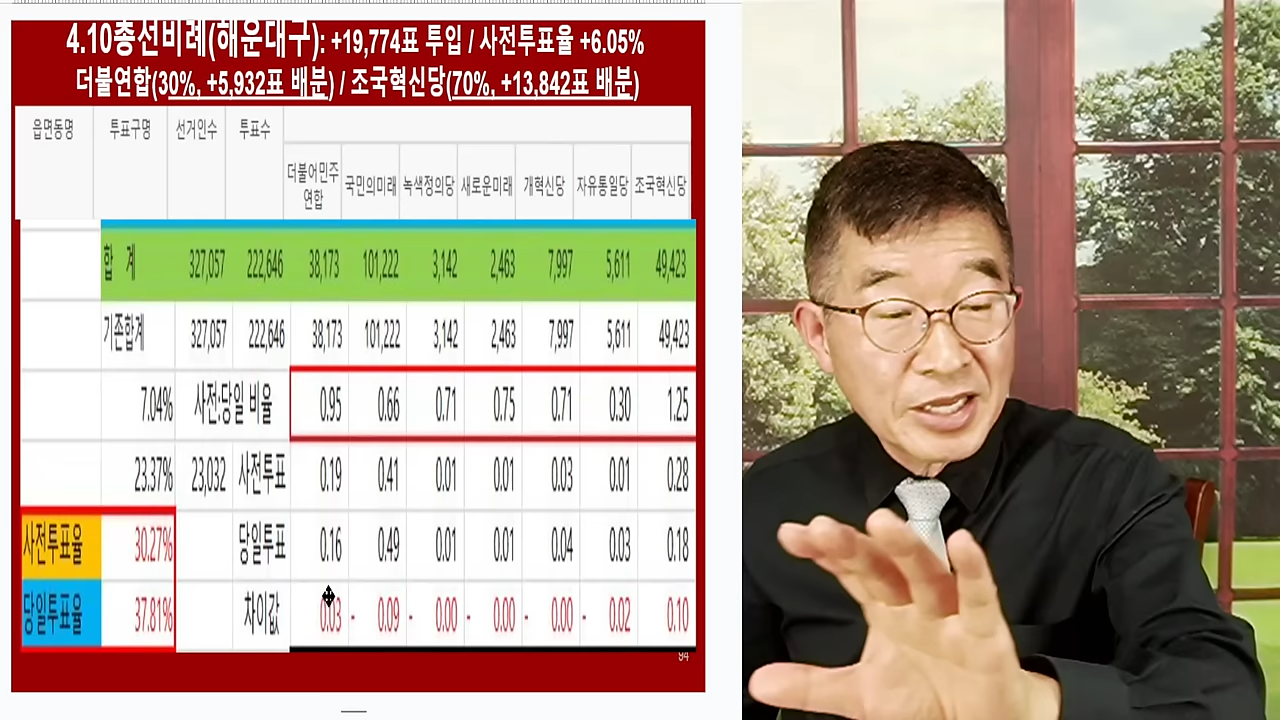 4.10총선비례(해운대구): +19,774표 투입 / 사전투표율 +6.05%
더불연합(30%, +5,932표 배분) / 조국혁신당(70%, +13,842표 배분)
읍면동명 투표구명 선거인수 투표수
더불어민주연합 국민의미래 녹색정의당 새로운미래 개혁신당 자유통일당 조국혁신당
합 계 327,057 222,646 38,173 101,222 3,142 2,463 7,997 5,611 49,423
기존합계 327,057 222,646 38,173 101,222 3,142 2,463 7,997 5,611 49,423
7.04% 사전:당일 비율 0.95 0.66 0.71 0.75 0.71 0.30 1.25
23.37% 23,032 사전투표 0.19 0.41 0.01 0.01 0.03 0.01 0.28
사전투표율 30.27% 당일투표 0.16 0.49 0.01 0.01 0.04 0.03 0.18
당일투표율 37.81% 차이값 0.03 - 0.09 - 0.00 - 0.00 - 0.00 - 0.02 0.10
94